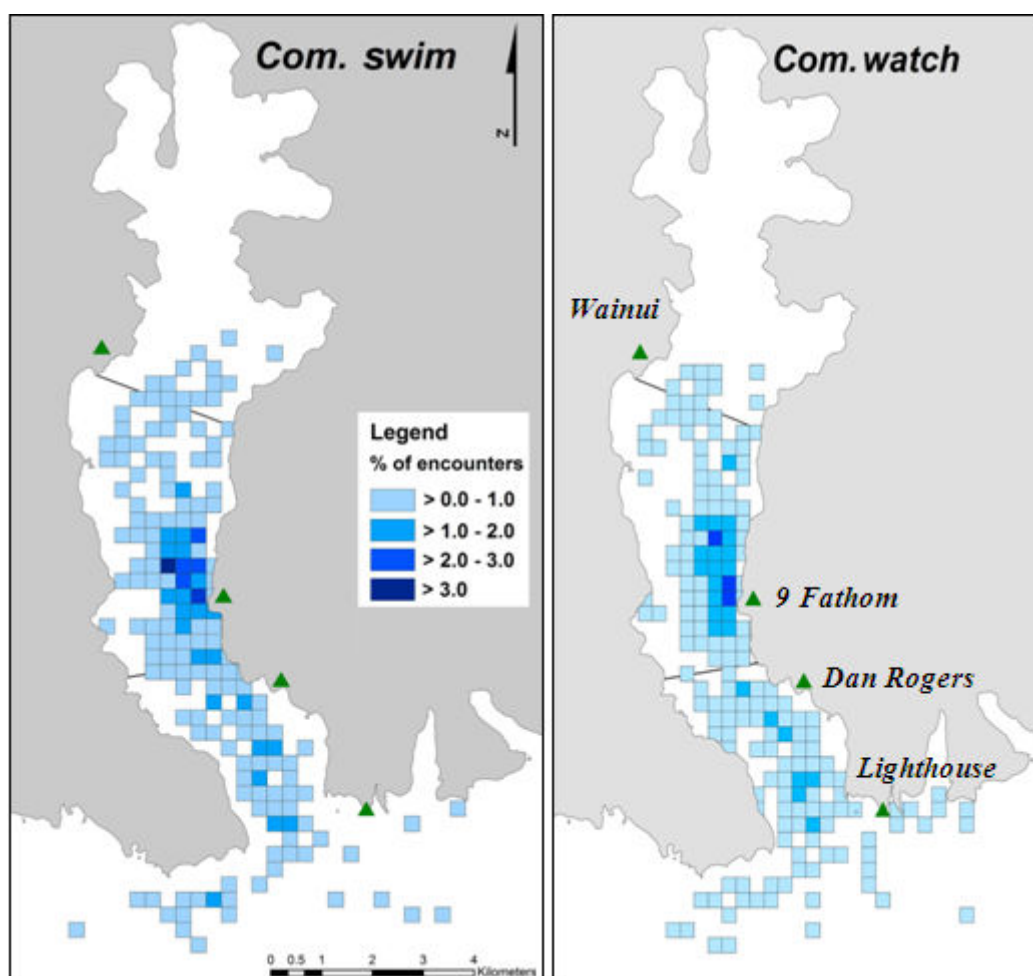 Com. swim
Z
Legend
% of encounters
> 0.0 - 1.0
> 1.0 - 2.0
> 2.0 - 3.0
> 3.0
0 0.5 1 2 3 4
Kilometers
Com. watch
Wainui
9 Fathom
Dan Rogers
Lighthouse